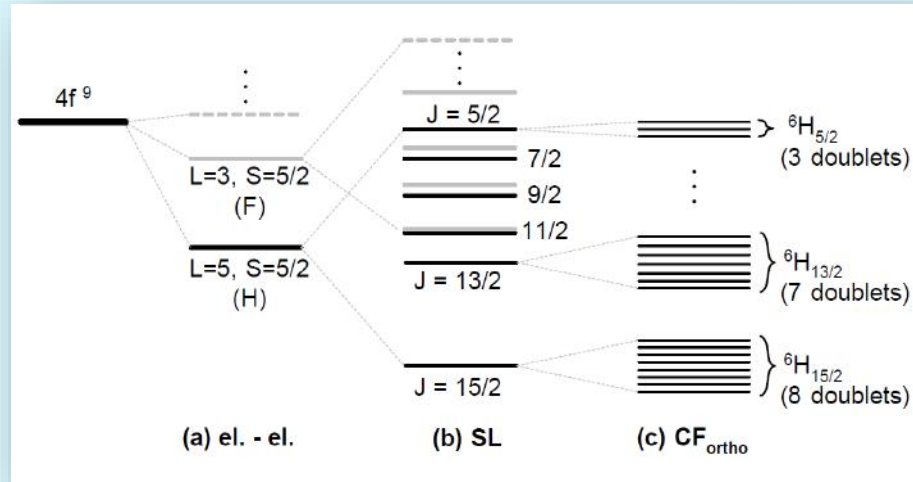 4f 9
L=3, S=5/2
(F)
L=5, S=5/2
(H)
J = 5/2
7/2
9/2
11/2
J = 13/2
J = 15/2
6H5/2
(3 doublets)
6H13/2
(7 doublets)
6H15/2
(8 doublets)
(a) el. - el.
(b) SL
(c) CFortho